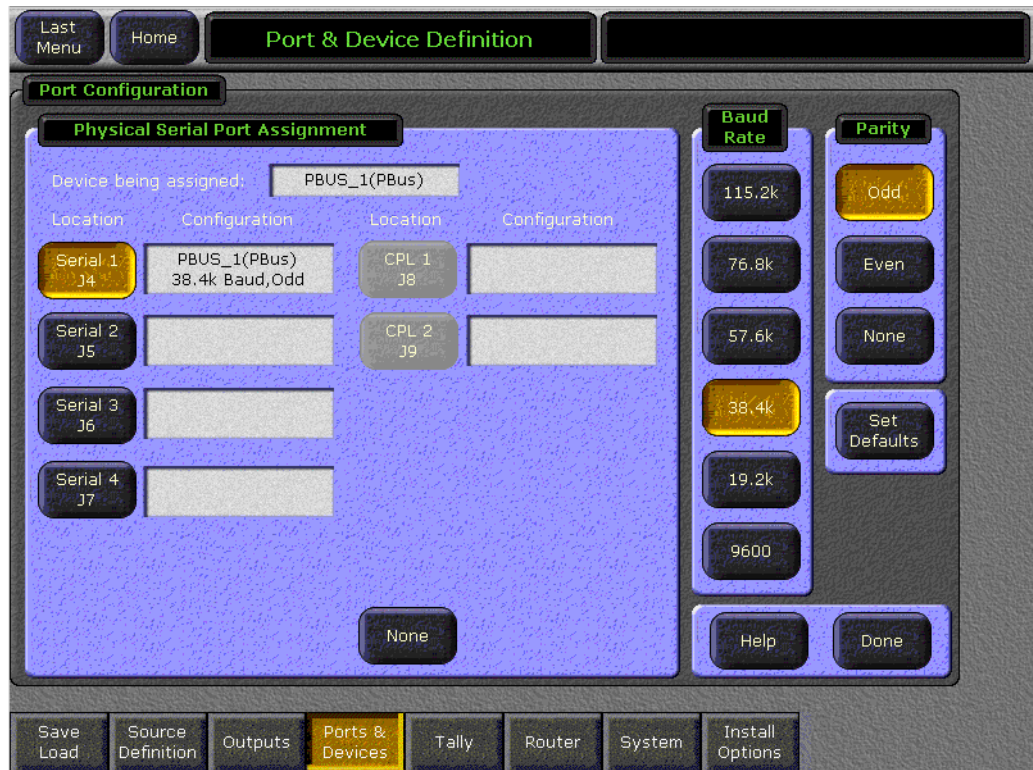 Last
Menu
Home
Port & Device Definition
Port Configuration
Physical Serial Port Assignment
Device being assigned: PBUS_1(PBus)
Location Configuration Location Configuration
Serial 1
J4
PBUS_1(PBus)
38.4k Baud,Odd
CPL 1
J8
Serial 2
J5
CPL 2
J9
Serial 3
J6
Serial 4
J7
None
Baud
Rate
115.2k
76.8k
57.6k
38.4k
19.2k
9600
Parity
Odd
Even
None
Set
Defaults
Help
Done
Save
Load
Source
Definition
Outputs
Ports &
Devices
Tally
Router
System
Install
Options